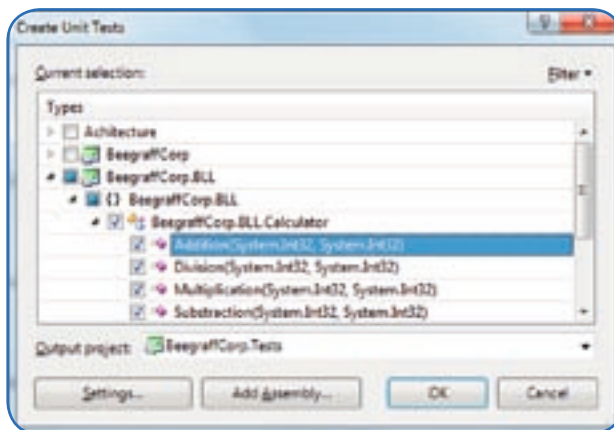 Create Unit Tests
Current selection:
Filter
Types
Achitecture
BeegraffCorp
BeegraffCorp.BLL
{} BeegraffCorp.BLL
BeegraffCorp.BLL.Calculator
Addition(System.Int32, System.Int32)
Division(System.Int32, System.Int32)
Multiplication(System.Int32, System.Int32)
Substraction(System.Int32, System.Int32)
Output project: BeegraffCorp.Tests
Settings... Add Assembly... OK Cancel